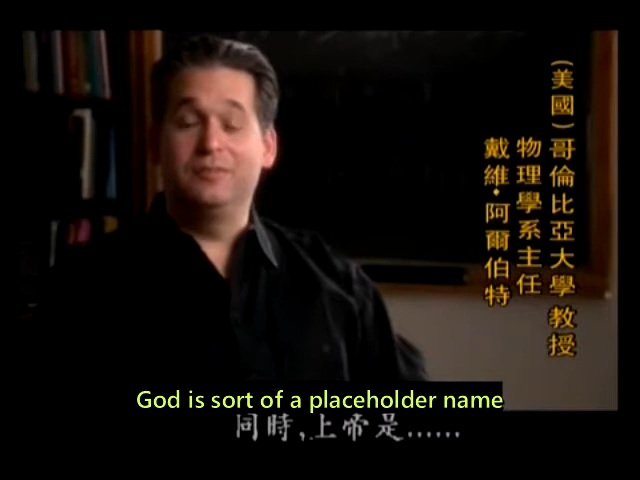 (美國)哥倫比亞大學 教授
物理學系主任
戴維·阿爾伯特
God is sort of a placeholder name
同時,上帝是......